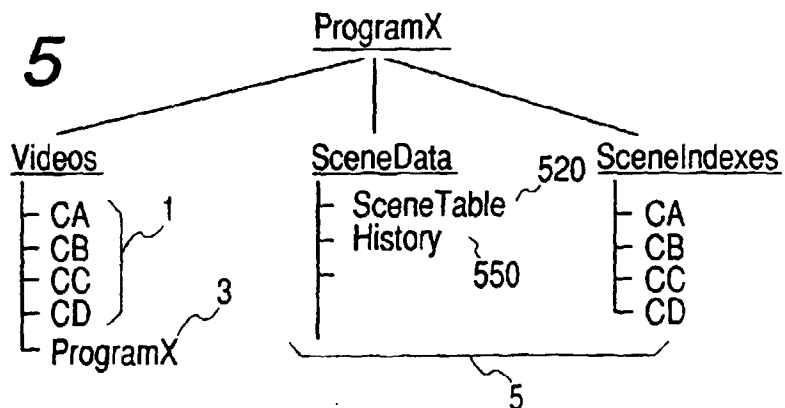 5
ProgramX
Videos
CA
CB
CC
CD
ProgramX
1
3
SceneData
SceneTable
History
520
550
SceneIndexes
CA
CB
CC
CD
5